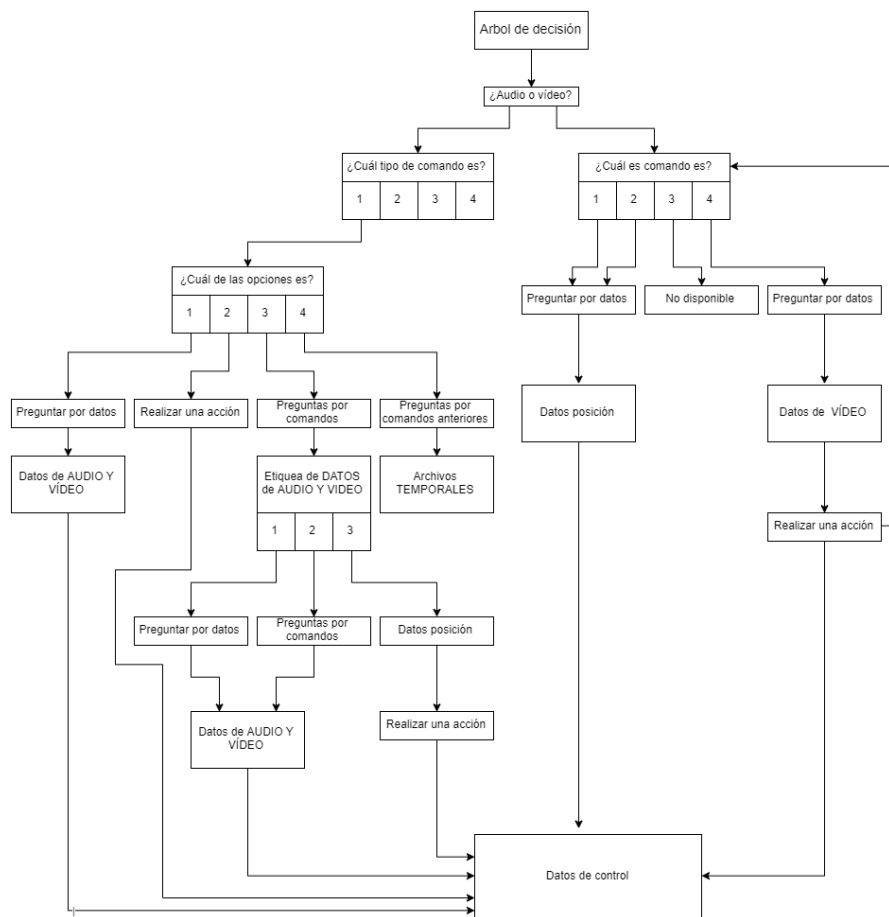 Arbol de decisión
¿Audio o vídeo?
¿Cuál tipo de comando es?
1 2 3 4
¿Cuál es comando es?
1 2 3 4
¿Cuál de las opciones es?
1 2 3 4
Preguntar por datos
No disponible
Preguntar por datos
Preguntar por datos
Realizar una acción
Preguntas por
comandos
Preguntas por
comandos anteriores
Datos posición
Datos de VÍDEO
Datos de AUDIO Y
VÍDEO
Etiquea de DATOS
de AUDIO Y VIDEO
1 2 3
Archivos
TEMPORALES
Realizar una acción
Preguntar por datos
Preguntas por
comandos
Datos posición
Datos de AUDIO Y
VÍDEO
Realizar una acción
Datos de control